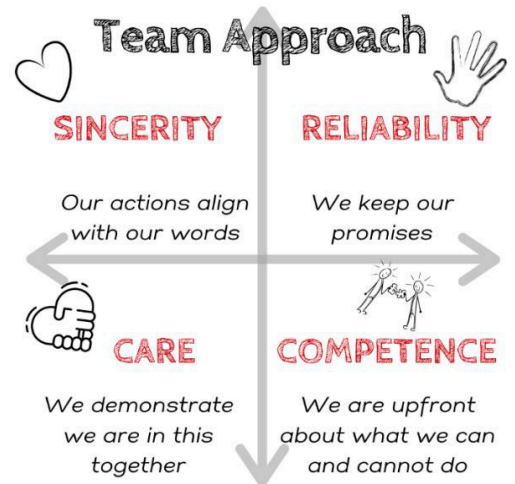 Team Approach
SINCERITY
Our actions align
with our words
RELIABILITY
We keep our
promises
CARE
We demonstrate
we are in this
together
COMPETENCE
We are upfront
about what we can
and cannot do